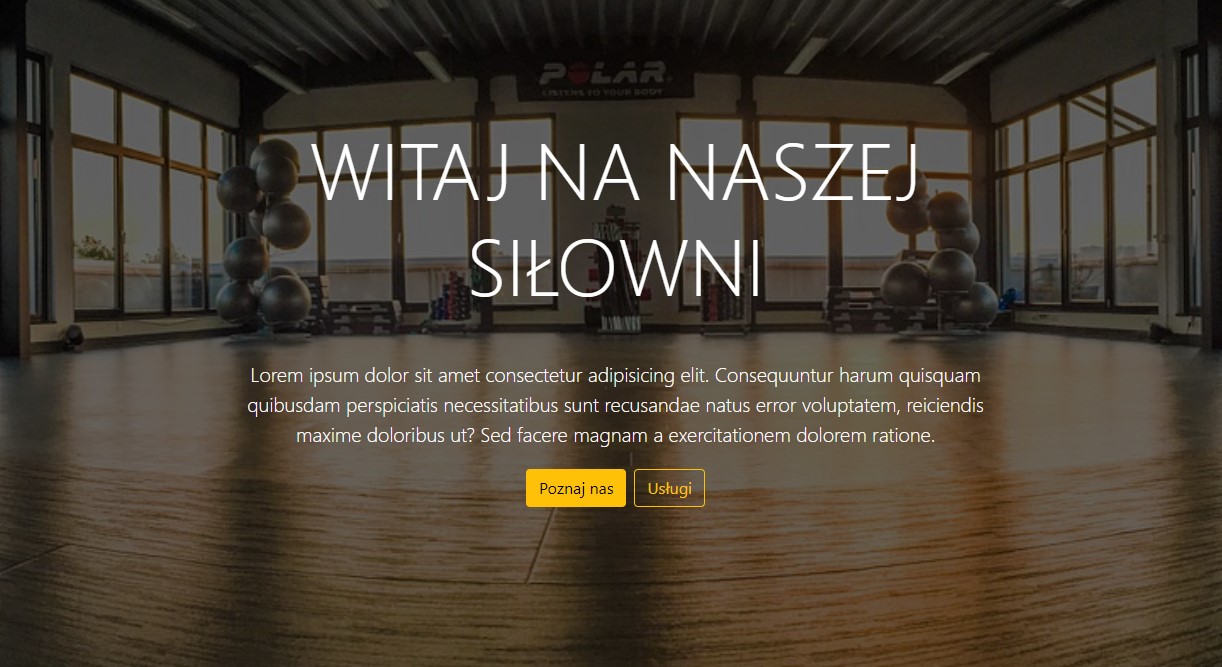 POLAR
LISTENS TO YOUR BODY
WITAJ NA NASZEJ
SIŁOWNI
Lorem ipsum dolor sit amet consectetur adipisicing elit. Consequuntur harum quisquam
quibusdam perspiciatis necessitatibus sunt recusandae natus error voluptatem, reiciendis
maxime doloribus ut? Sed facere magnam a exercitationem dolorem ratione.
Poznaj nas
Usługi